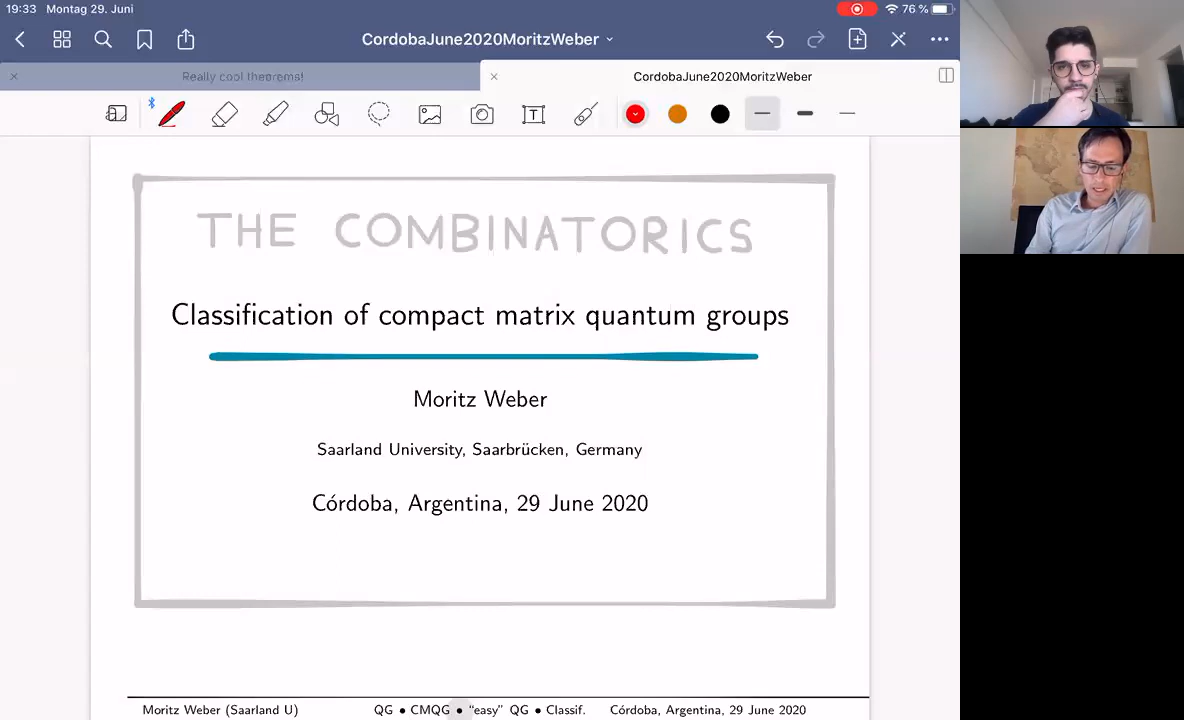 19:33 Montag 29. Juni 76 %
CordobaJune2020MoritzWeber
Really cool theorems! CordobaJune2020MoritzWeber
T
THE COMBINATORICS
Classification of compact matrix quantum groups
Moritz Weber
Saarland University, Saarbrücken, Germany
Córdoba, Argentina, 29 June 2020
Moritz Weber (Saarland U) QG • CMQG • “easy” QG • Classif. Córdoba, Argentina, 29 June 2020